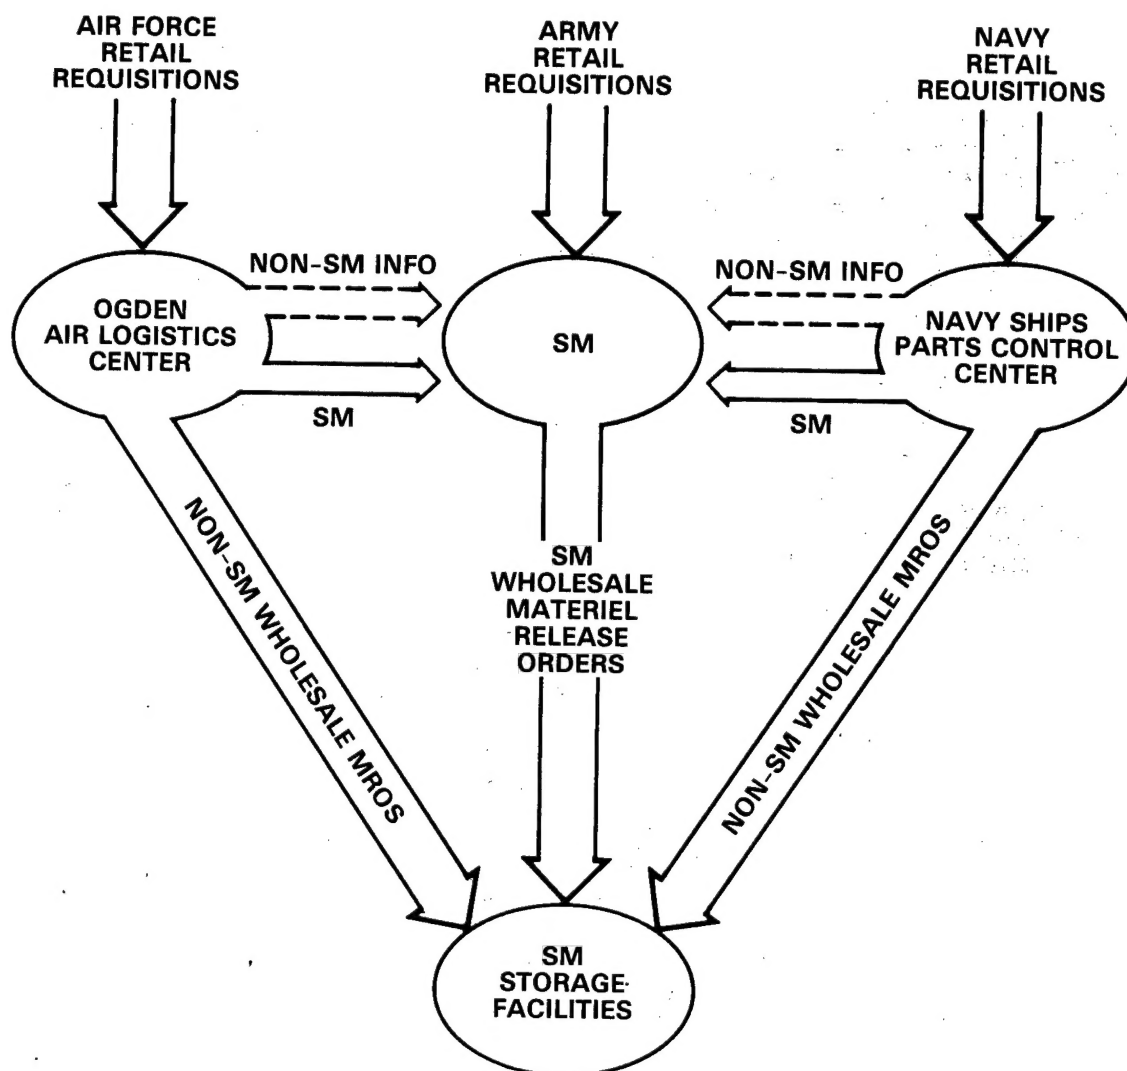 AIR FORCE
RETAIL
REQUISITIONS
ARMY
RETAIL
REQUISITIONS
NAVY
RETAIL
REQUISITIONS
NON-SM INFO
NON-SM INFO
OGDEN
AIR LOGISTICS
CENTER
SM
NAVY SHIPS
PARTS CONTROL
CENTER
SM
SM
NON-SM WHOLESALE MROS
SM
WHOLESALE
MATERIEL
RELEASE
ORDERS
NON-SM WHOLESALE MROS
SM
STORAGE
FACILITIES